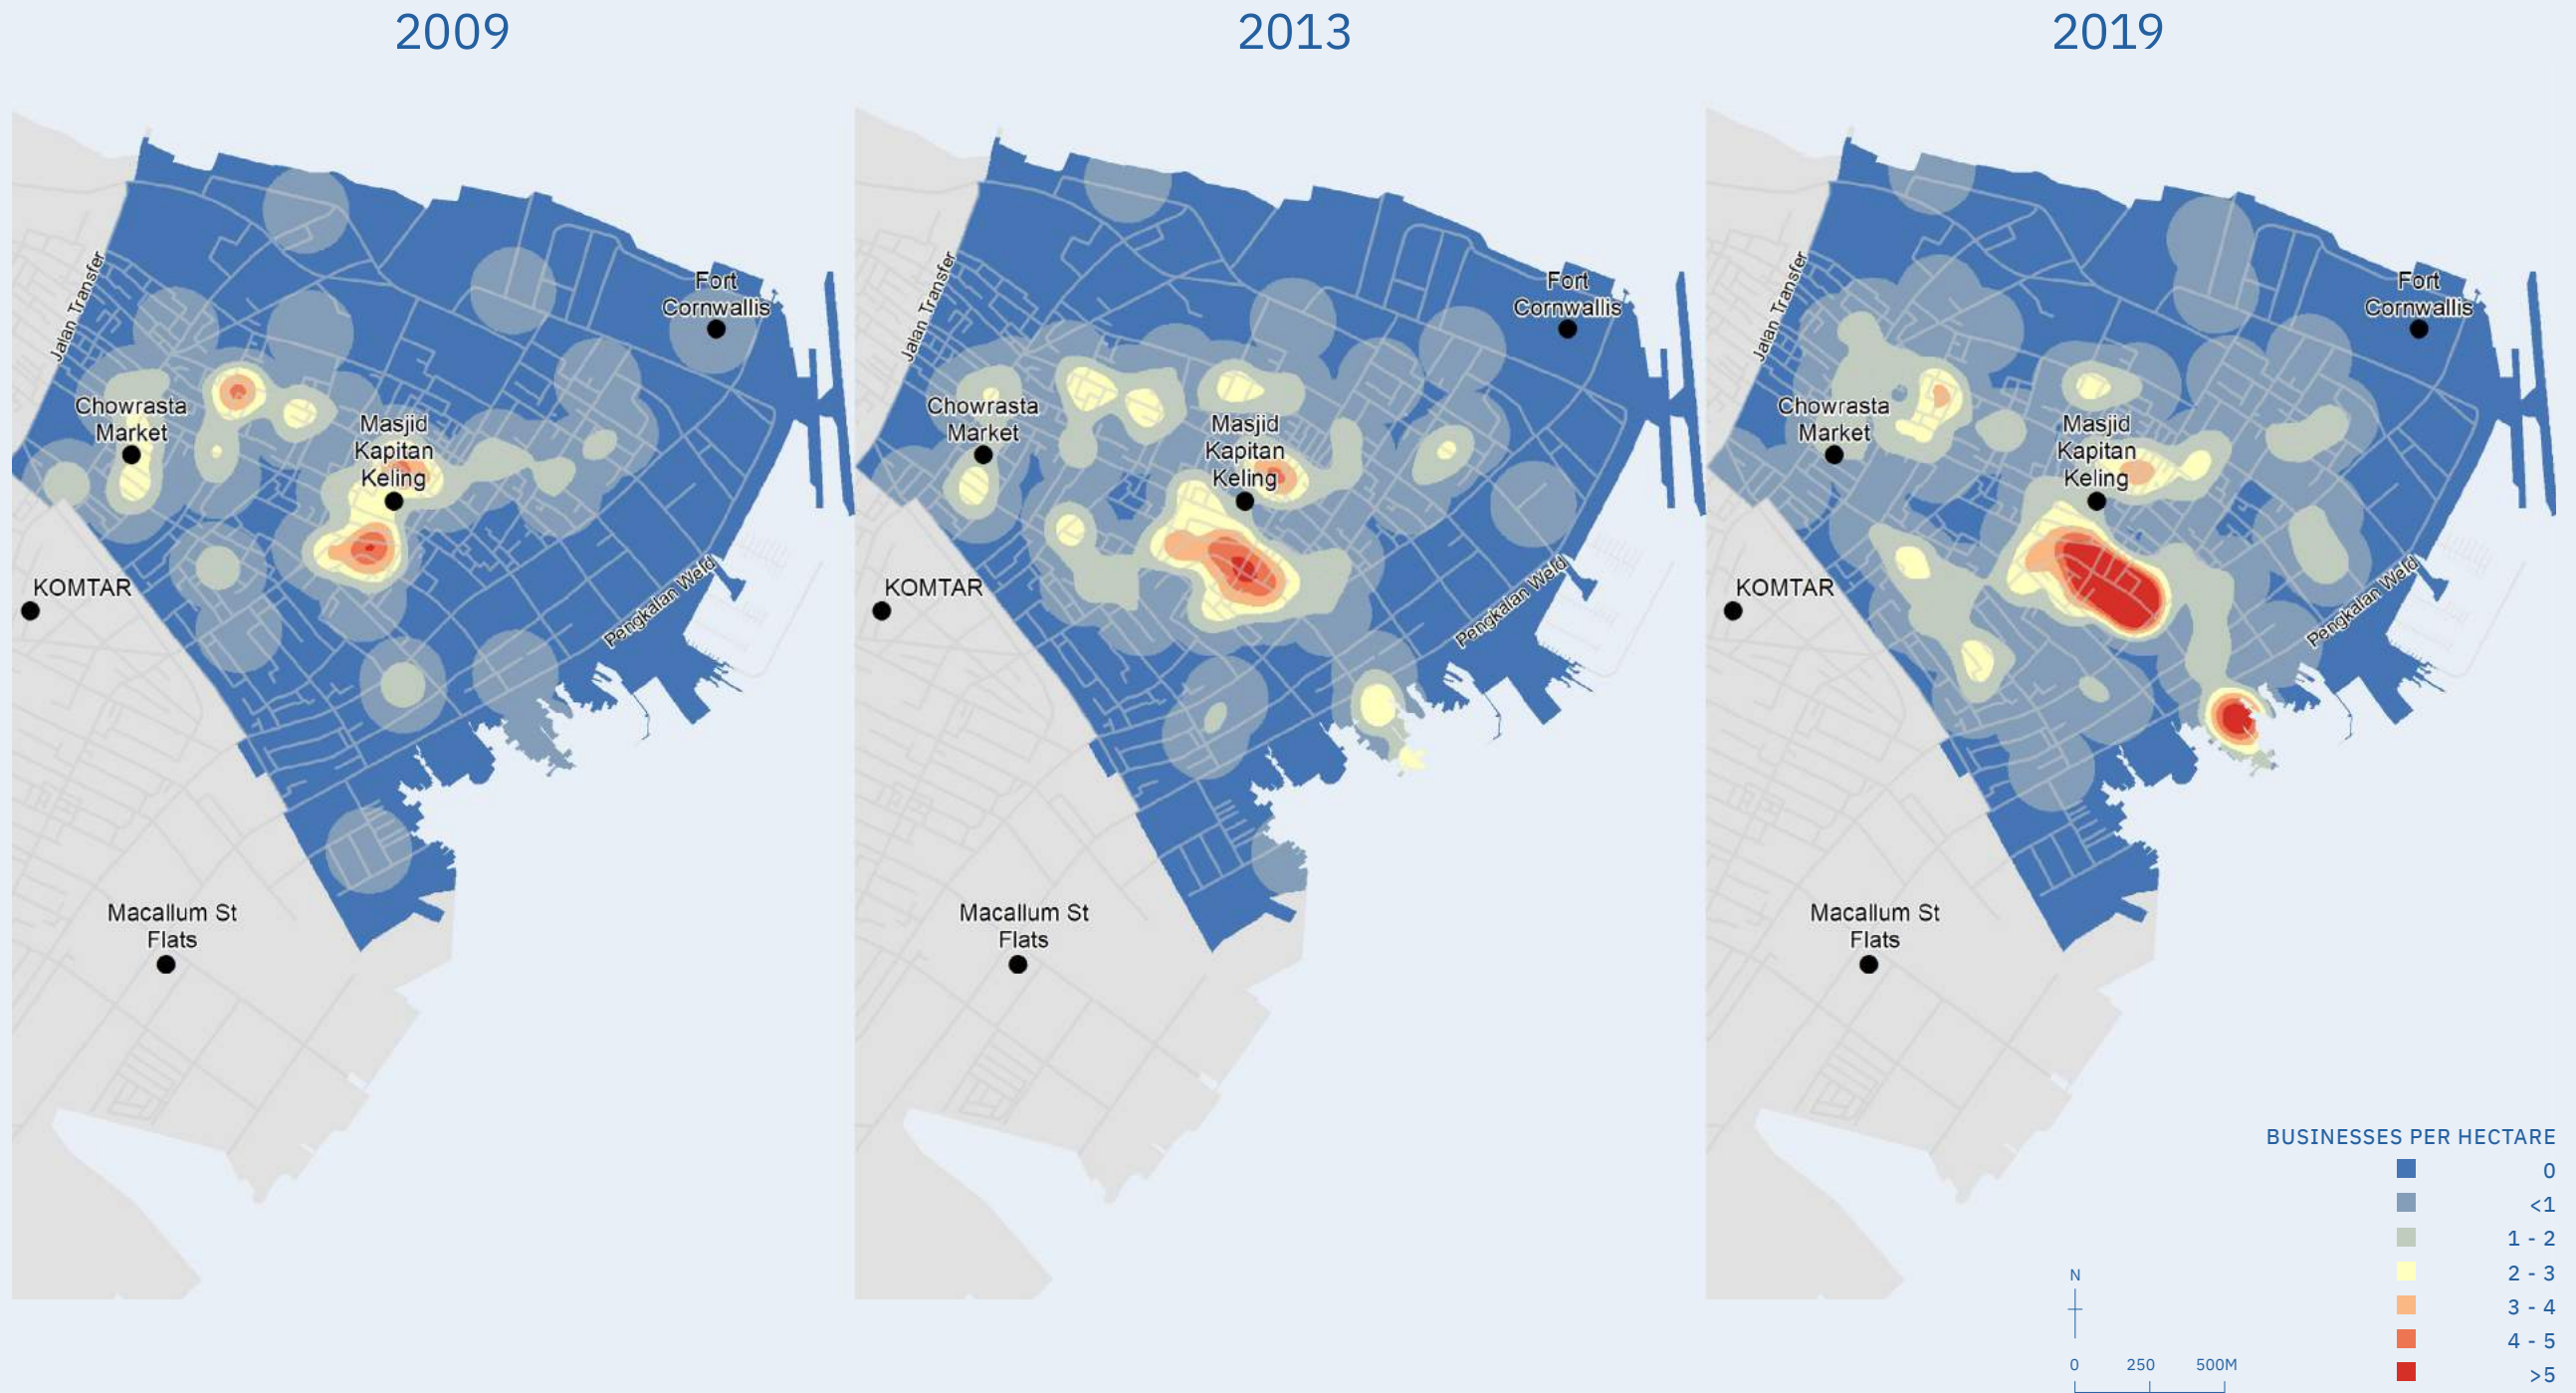 2009
2013
2019
Jalan Transfer
Fort
Cornwallis
Chowrasta
Market
Masjid
Kapitan
Keling
KOMTAR
Pengkalan Weld
Macallum St
Flats
Jalan Transfer
Fort
Cornwallis
Chowrasta
Market
Masjid
Kapitan
Keling
KOMTAR
Pengkalan Weld
Macallum St
Flats
Jalan Transfer
Fort
Cornwallis
Chowrasta
Market
Masjid
Kapitan
Keling
KOMTAR
Pengkalan Weld
Macallum St
Flats
BUSINESSES PER HECTARE
0
<1
1 - 2
2 - 3
3 - 4
4 - 5
>5
N
0 250 500M